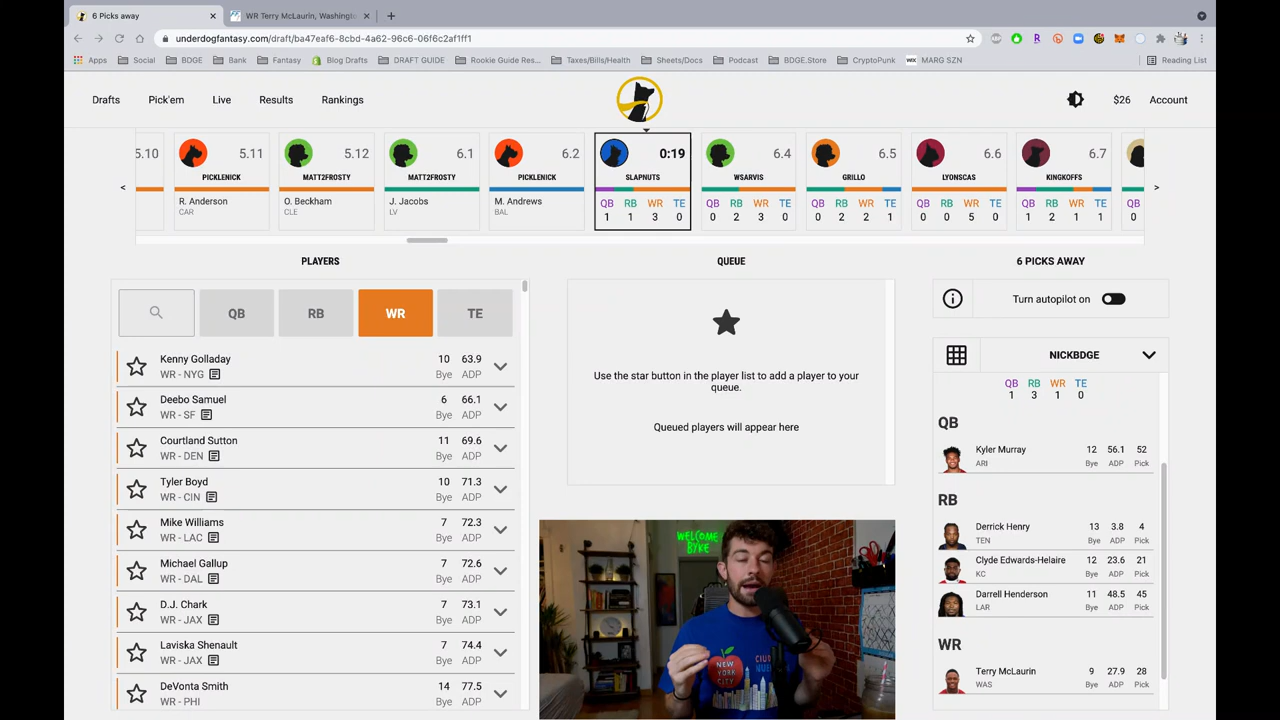 6 Picks away
WR Terry McLaurin, Washingto
underdogfantasy.com/draft/ba47eaf6-8cbd-4a62-96c6-06f6c2af1ff1
Apps Social BDGE Bank Fantasy Blog Drafts DRAFT GUIDE Rookie Guide Res... Taxes/Bills/Health Sheets/Docs Podcast BDGE.Store CryptoPunk MARG SZN Reading List
Drafts Pick'em Live Results Rankings $26 Account
5.10 5.11 5.12 6.1 6.2 0:19 6.4 6.5 6.6 6.7
PICKLENICK MATT2FROSTY MATT2FROSTY PICKLENICK SLAPNUTS WSARVIS GRILLO LYONSCAS KINGKOFFS
R. Anderson O. Beckham J. Jacobs M. Andrews QB RB WR TE QB RB WR TE QB RB WR TE QB RB WR TE QB RB WR TE QB
CAR CLE LV BAL 1 1 3 0 0 2 3 0 0 2 2 1 0 0 5 0 1 2 1 1 0
PLAYERS
QUEUE
6 PICKS AWAY
QB RB WR TE
Kenny Golladay 10 63.9
WR - NYG Bye ADP
Deebo Samuel 6 66.1
WR - SF Bye ADP
Courtland Sutton 11 69.6
WR - DEN Bye ADP
Tyler Boyd 10 71.3
WR - CIN Bye ADP
Mike Williams 7 72.3
WR - LAC Bye ADP
Michael Gallup 7 72.6
WR - DAL Bye ADP
D.J. Chark 7 73.1
WR - JAX Bye ADP
Laviska Shenault 7 74.4
WR - JAX Bye ADP
DeVonta Smith 14 77.5
WR - PHI Bye ADP
Use the star button in the player list to add a player to your
queue.
Queued players will appear here
WELCOME
BYKE
NEW
YORK
CITY
Turn autopilot on
NICKBDGE
QB RB WR TE
1 3 1 0
QB
Kyler Murray 12 56.1 52
ARI Bye ADP Pick
RB
Derrick Henry 13 3.8 4
TEN Bye ADP Pick
Clyde Edwards-Helaire 12 23.6 21
KC Bye ADP Pick
Darrell Henderson 11 48.5 45
LAR Bye ADP Pick
WR
Terry McLaurin 9 27.9 28
WAS Bye ADP Pick